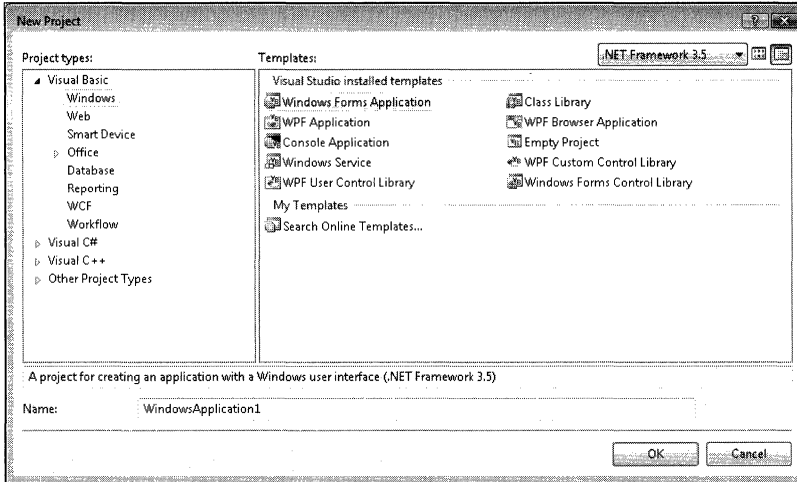 New Project
Project types:
Templates:
.NET Framework 3.5
Visual Basic
Windows
Web
Smart Device
Office
Database
Reporting
WCF
Workflow
Visual C#
Visual C++
Other Project Types
Visual Studio installed templates
Windows Forms Application
Class Library
WPF Application
WPF Browser Application
Console Application
Empty Project
Windows Service
WPF Custom Control Library
WPF User Control Library
Windows Forms Control Library
My Templates
Search Online Templates...
A project for creating an application with a Windows user interface (.NET Framework 3.5)
Name:
WindowsApplication1
OK
Cancel